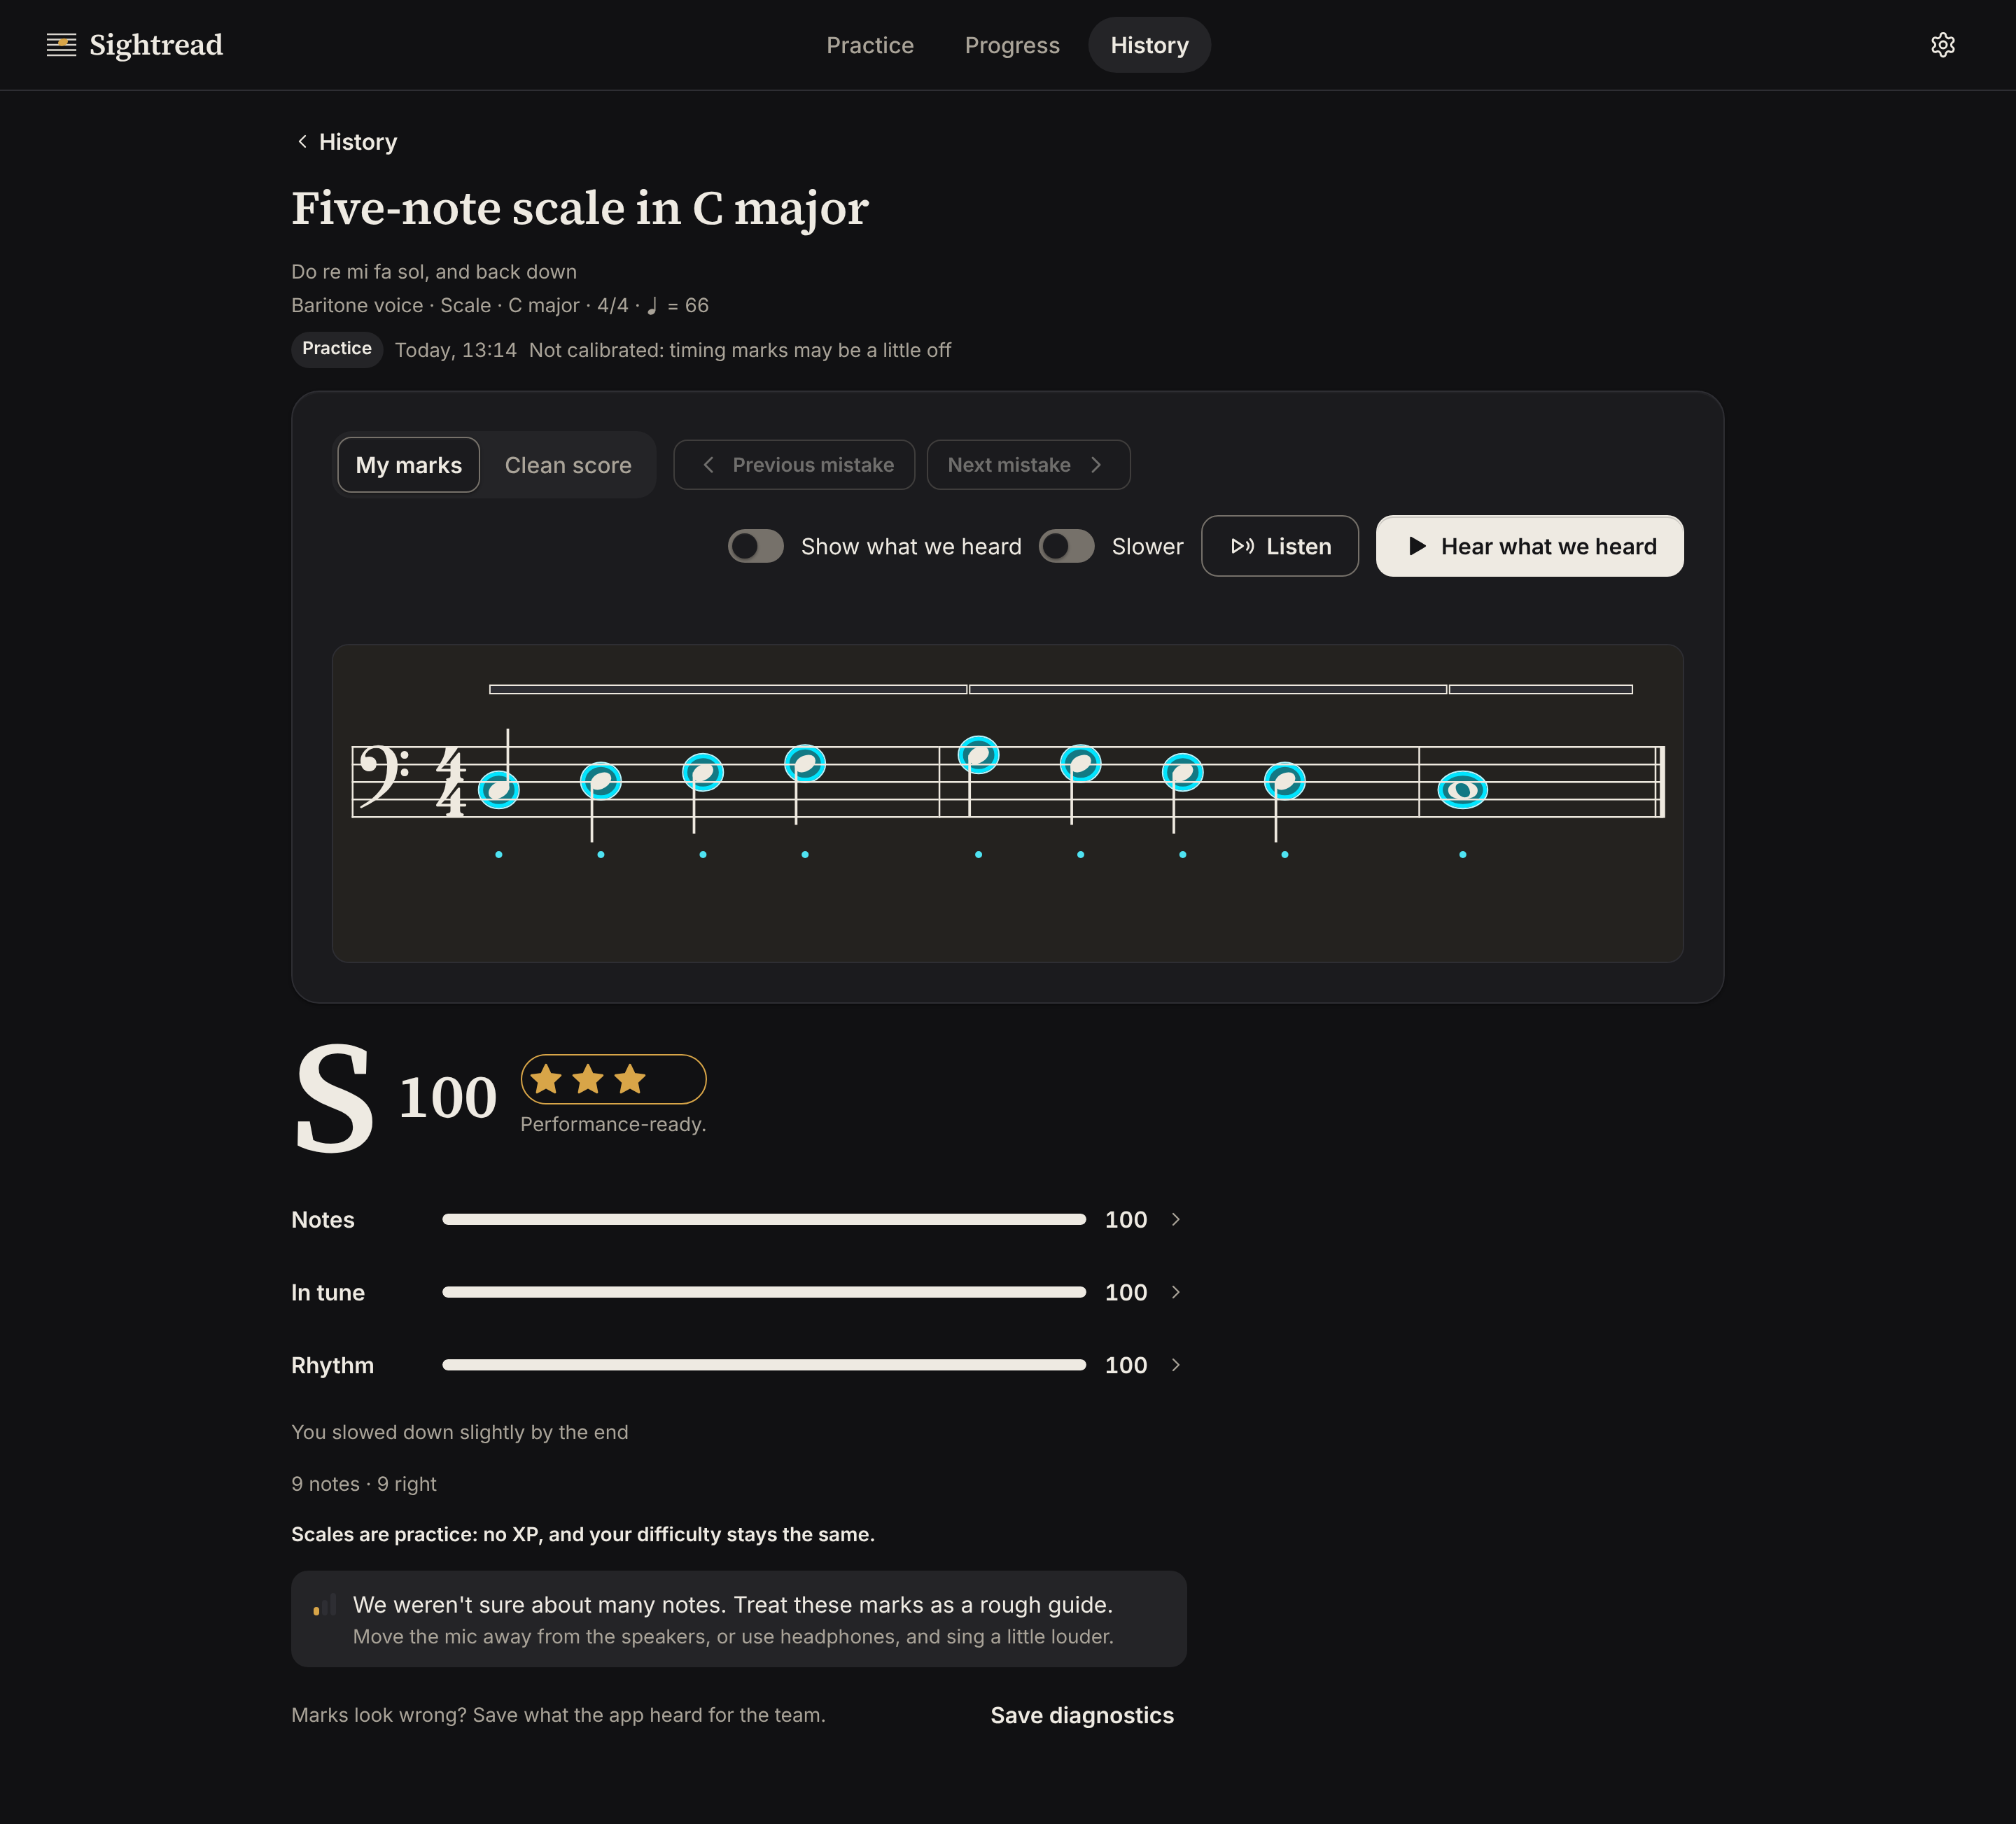 Sightread
Practice
Progress
History
History
Five-note scale in C major
Do re mi fa sol, and back down
Baritone voice · Scale · C major · 4/4 · ♩ = 66
Practice Today, 13:14 Not calibrated: timing marks may be a little off
My marks
Clean score
Previous mistake
Next mistake
Show what we heard
Slower
Listen
Hear what we heard
4
4
S 100
Performance-ready.
Notes 100
In tune 100
Rhythm 100
You slowed down slightly by the end
9 notes · 9 right
Scales are practice: no XP, and your difficulty stays the same.
We weren't sure about many notes. Treat these marks as a rough guide.
Move the mic away from the speakers, or use headphones, and sing a little louder.
Marks look wrong? Save what the app heard for the team.
Save diagnostics